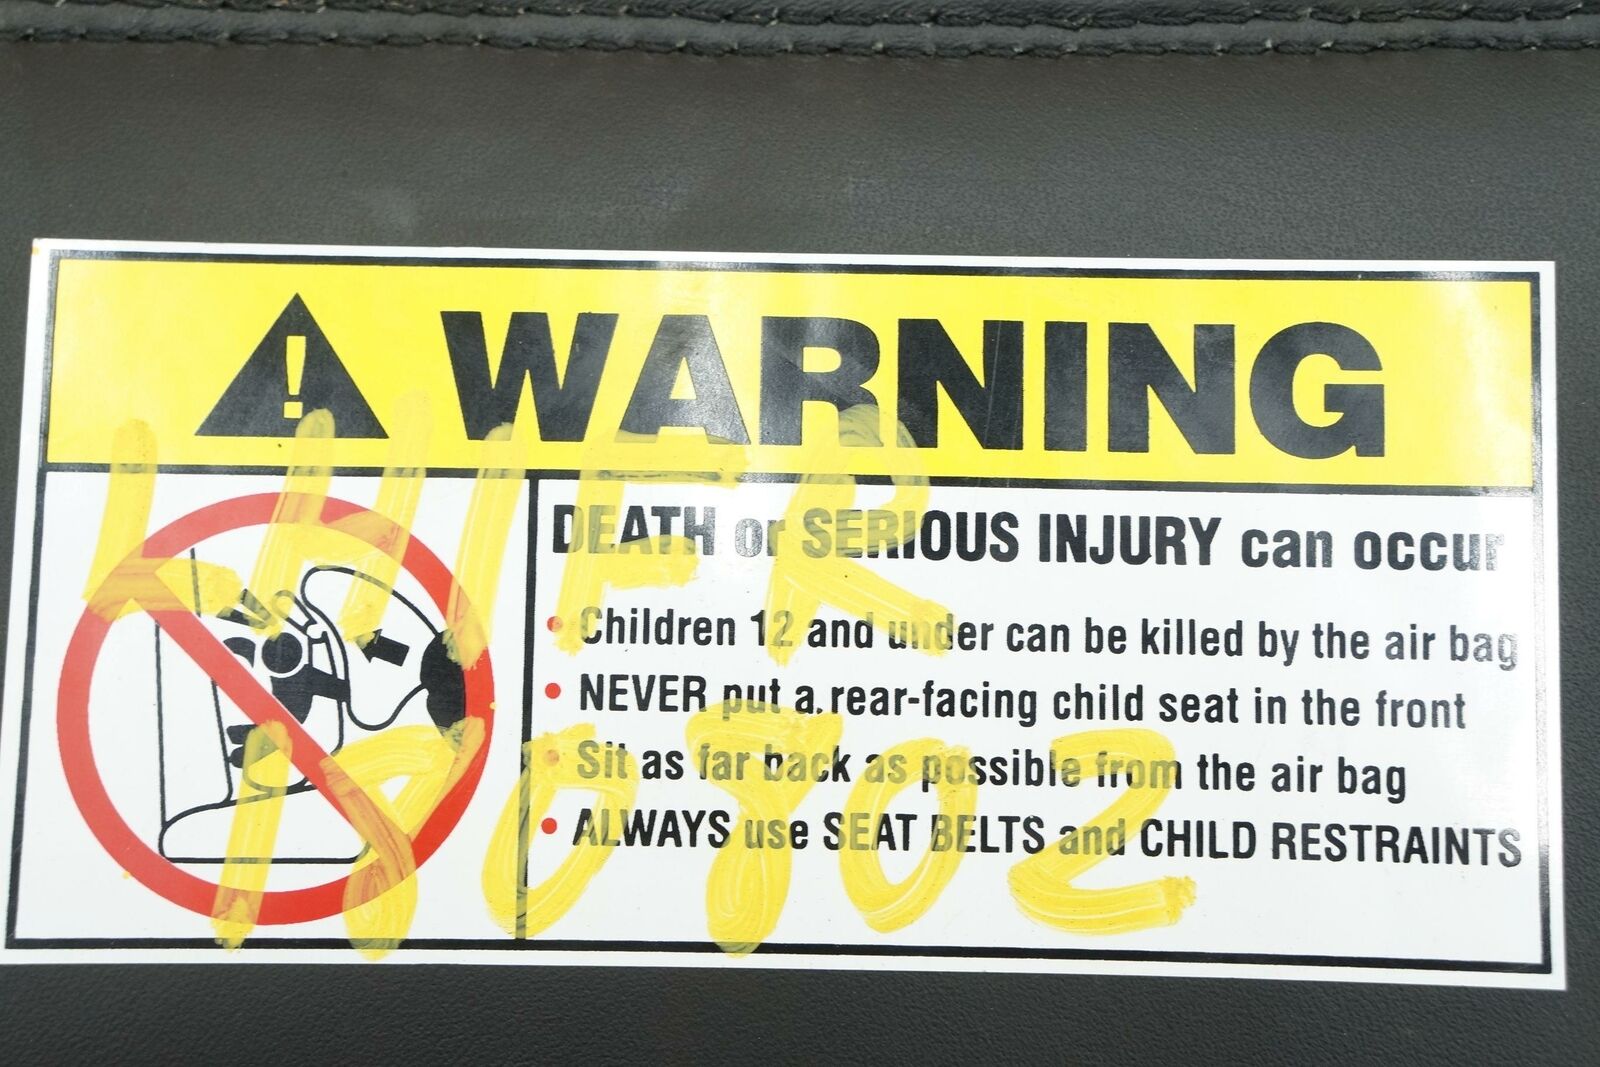 ! WARNING
DEATH or SERIOUS INJURY can occur
• Children 12 and under can be killed by the air bag
• NEVER put a rear-facing child seat in the front
• Sit as far back as possible from the air bag
• ALWAYS use SEAT BELTS and CHILD RESTRAINTS